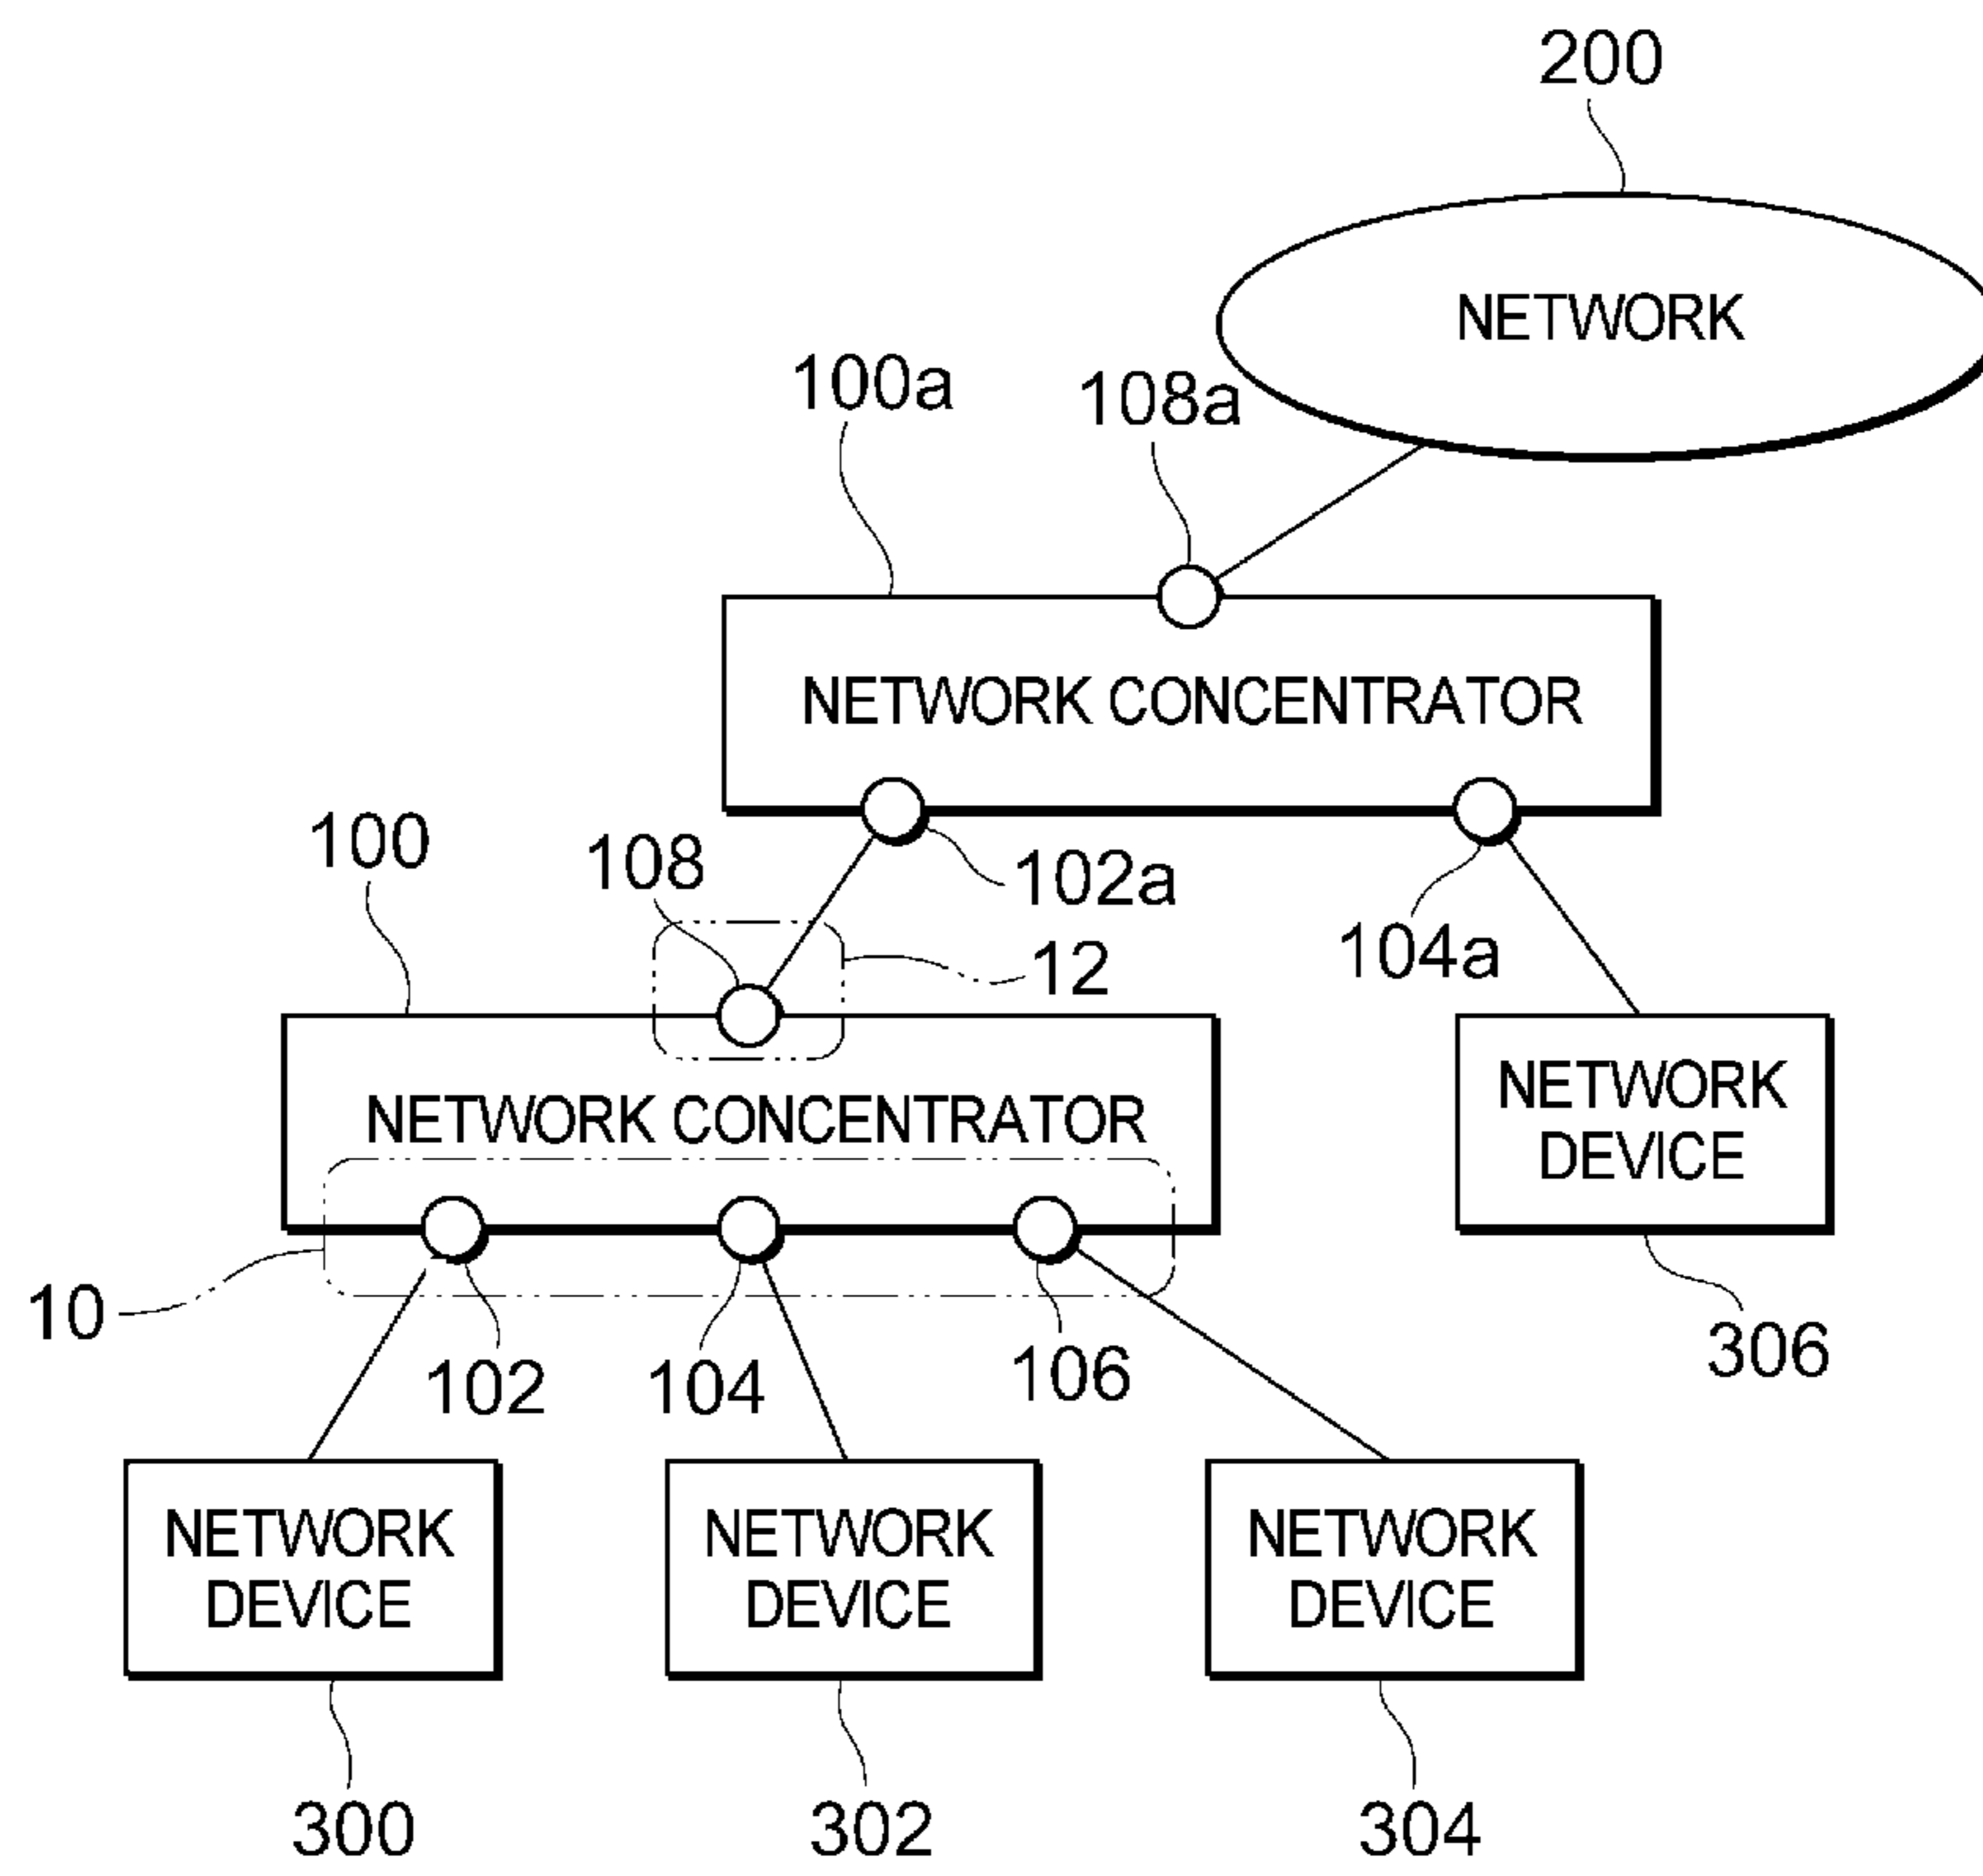 200
NETWORK
100a
108a
NETWORK CONCENTRATOR
100
108
102a
12
104a
NETWORK CONCENTRATOR
NETWORK
DEVICE
10
102
104
106
306
NETWORK
DEVICE
NETWORK
DEVICE
NETWORK
DEVICE
300
302
304